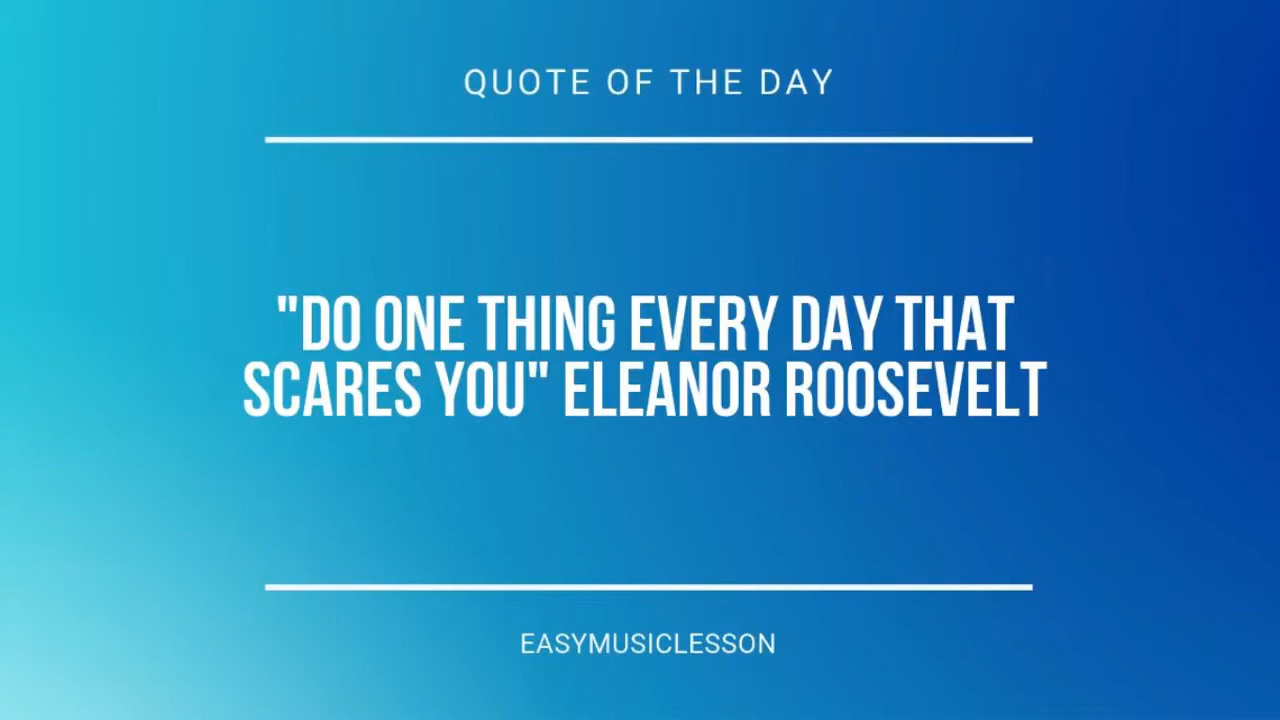 QUOTE OF THE DAY
"DO ONE THING EVERY DAY THAT
SCARES YOU" ELEANOR ROOSEVELT
EASYMUSICLESSON